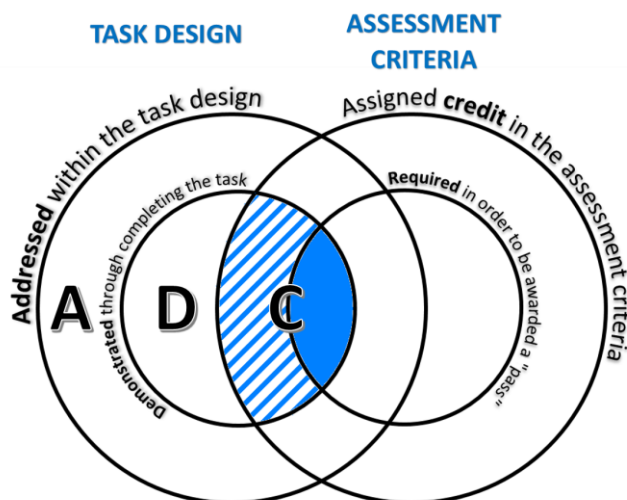 TASK DESIGN
ASSESSMENT
CRITERIA
Addressed within the task design
Assigned credit in the assessment criteria
Demonstrated through completing the task
Required in order to be awarded a "pass"
A
D
C